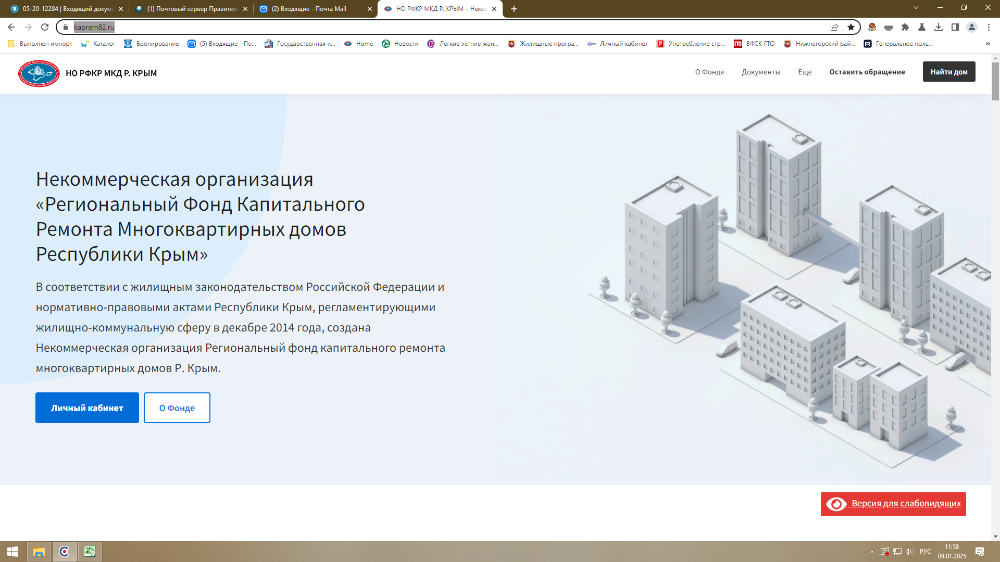 05-20-12284 | Входящий докуме
(1) Почтовый сервер Правитель
(2) Входящие - Почта Mail
НО РФКР МКД Р. КРЫМ – Неком
kaprem82.ru
Выполнен импорт
Каталог
Бронирование
(5) Входящие - По...
Государственная и...
Home
Новости
Легкие летние жен...
Жилищные програ...
Личный кабинет
Употребление стр...
ВФСК ГТО
Нижнегорский рай...
Генеральное поль...
»
НО РФКР МКД Р. КРЫМ
О Фонде
Документы
Еще
Оставить обращение
Найти дом
Некоммерческая организация
«Региональный Фонд Капитального
Ремонта Многоквартирных домов
Республики Крым»
В соответствии с жилищным законодательством Российской Федерации и
нормативно-правовыми актами Республики Крым, регламентирующими
жилищно-коммунальную сферу в декабре 2014 года, создана
Некоммерческая организация Региональный фонд капитального ремонта
многоквартирных домов Р. Крым.
Личный кабинет
О Фонде
Версия для слабовидящих
РУС
11:58
09.01.2025